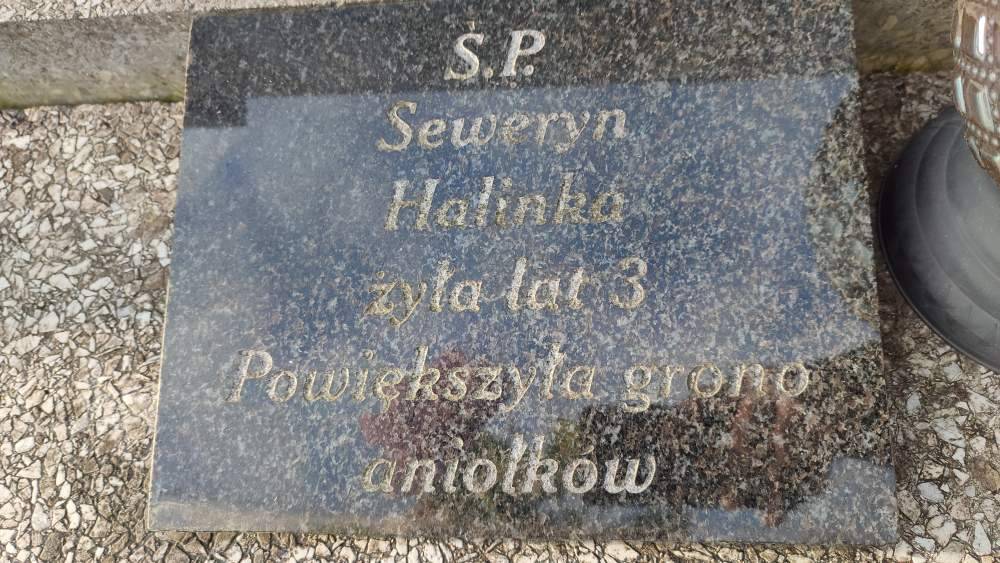 Ś.P.
Seweryn
Halinka
żyła lat 3
Powiększyła grono
aniołków